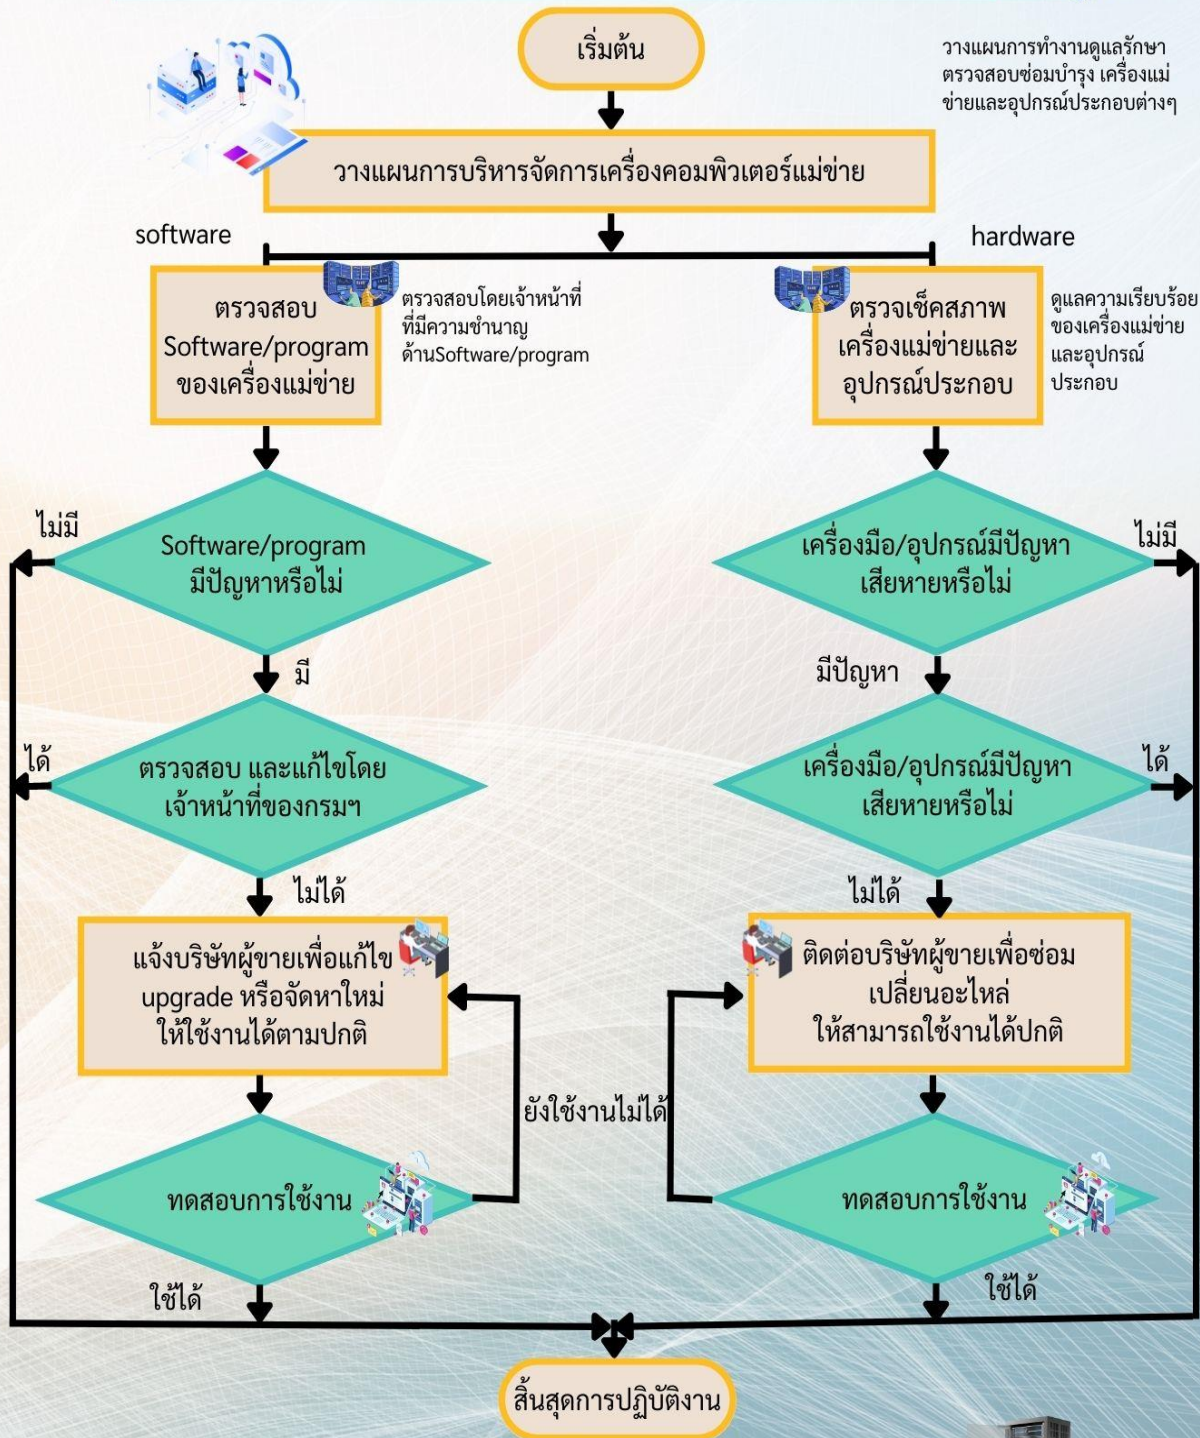 เริ่มต้น
วางแผนการทำงานดูแลรักษา
ตรวจสอบซ่อมบำรุง เครื่องแม่
ข่ายและอุปกรณ์ประกอบต่างๆ
วางแผนการบริหารจัดการเครื่องคอมพิวเตอร์แม่ข่าย
software
hardware
ตรวจสอบ
Software/program
ของเครื่องแม่ข่าย
ตรวจสอบโดยเจ้าหน้าที่
ที่มีความชำนาญ
ด้านSoftware/program
ตรวจเช็คสภาพ
เครื่องแม่ข่ายและ
อุปกรณ์ประกอบ
ดูแลความเรียบร้อย
ของเครื่องแม่ข่าย
และอุปกรณ์
ประกอบ
ไม่มี
Software/program
มีปัญหาหรือไม่
เครื่องมือ/อุปกรณ์มีปัญหา
เสียหายหรือไม่
ไม่มี
มี
มีปัญหา
ได้
ตรวจสอบ และแก้ไขโดย
เจ้าหน้าที่ของกรมฯ
เครื่องมือ/อุปกรณ์มีปัญหา
เสียหายหรือไม่
ได้
ไม่ได้
ไม่ได้
แจ้งบริษัทผู้ขายเพื่อแก้ไข
upgrade หรือจัดหาใหม่
ให้ใช้งานได้ตามปกติ
ติดต่อบริษัทผู้ขายเพื่อซ่อม
เปลี่ยนอะไหล่
ให้สามารถใช้งานได้ปกติ
ยังใช้งานไม่ได้
ทดสอบการใช้งาน
ทดสอบการใช้งาน
ใช้ได้
ใช้ได้
สิ้นสุดการปฏิบัติงาน